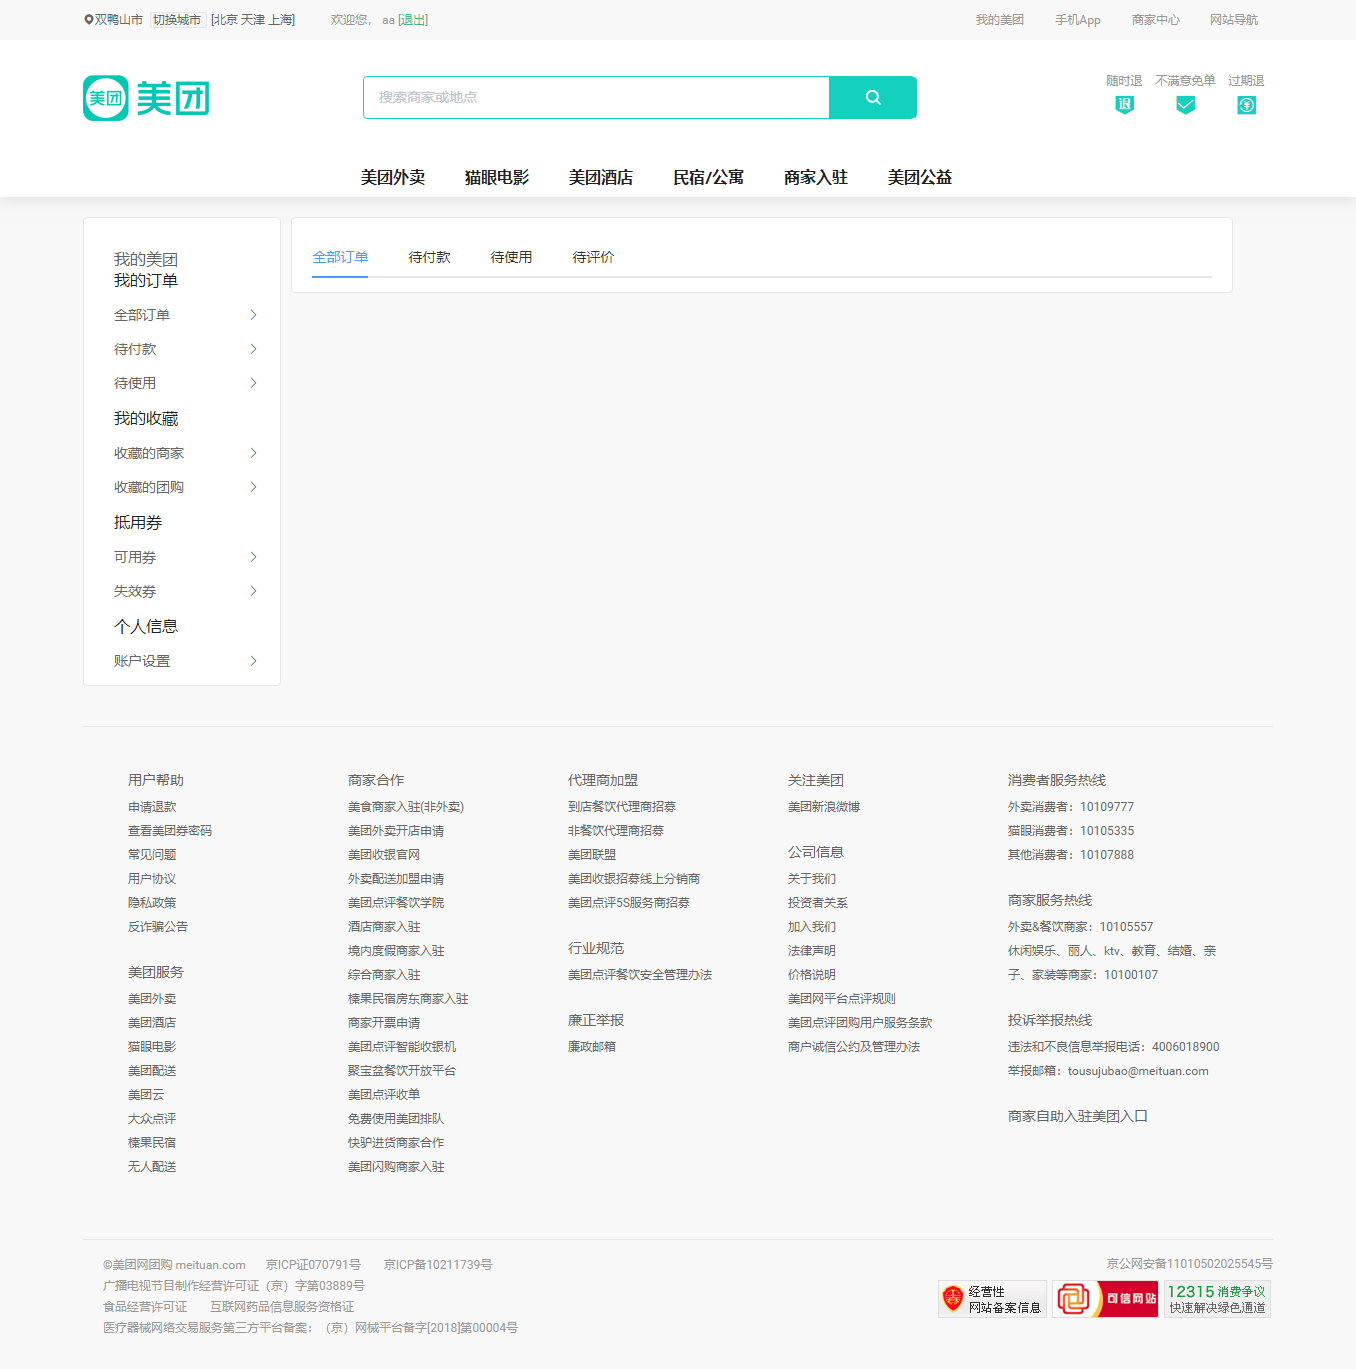 双鸭山市 切换城市 [北京 天津 上海] 欢迎您， aa [退出] 我的美团 手机App 商家中心 网站导航
美团 美团 搜索商家或地点 随时退 不满意免单 过期退
退
美团外卖 猫眼电影 美团酒店 民宿/公寓 商家入驻 美团公益
我的美团
我的订单
全部订单
待付款
待使用
我的收藏
收藏的商家
收藏的团购
抵用券
可用券
失效券
个人信息
账户设置
全部订单 待付款 待使用 待评价
用户帮助
申请退款
查看美团券密码
常见问题
用户协议
隐私政策
反诈骗公告
美团服务
美团外卖
美团酒店
猫眼电影
美团配送
美团云
大众点评
榛果民宿
无人配送
商家合作
美食商家入驻(非外卖)
美团外卖开店申请
美团收银官网
外卖配送加盟申请
美团点评餐饮学院
酒店商家入驻
境内度假商家入驻
综合商家入驻
榛果民宿房东商家入驻
商家开票申请
美团点评智能收银机
聚宝盆餐饮开放平台
美团点评收单
免费使用美团排队
快驴进货商家合作
美团闪购商家入驻
代理商加盟
到店餐饮代理商招募
非餐饮代理商招募
美团联盟
美团收银招募线上分销商
美团点评5S服务商招募
行业规范
美团点评餐饮安全管理办法
廉正举报
廉政邮箱
关注美团
美团新浪微博
公司信息
关于我们
投资者关系
加入我们
法律声明
价格说明
美团网平台点评规则
美团点评团购用户服务条款
商户诚信公约及管理办法
消费者服务热线
外卖消费者：10109777
猫眼消费者：10105335
其他消费者：10107888
商家服务热线
外卖&餐饮商家：10105557
休闲娱乐、丽人、ktv、教育、结婚、亲
子、家装等商家：10100107
投诉举报热线
违法和不良信息举报电话：4006018900
举报邮箱：tousujubao@meituan.com
商家自助入驻美团入口
©美团网团购 meituan.com 京ICP证070791号 京ICP备10211739号
广播电视节目制作经营许可证（京）字第03889号
食品经营许可证 互联网药品信息服务资格证
医疗器械网络交易服务第三方平台备案：（京）网械平台备字[2018]第00004号
京公网安备11010502025545号
经营性
网站备案信息
可信网站
12315 消费争议
快速解决绿色通道